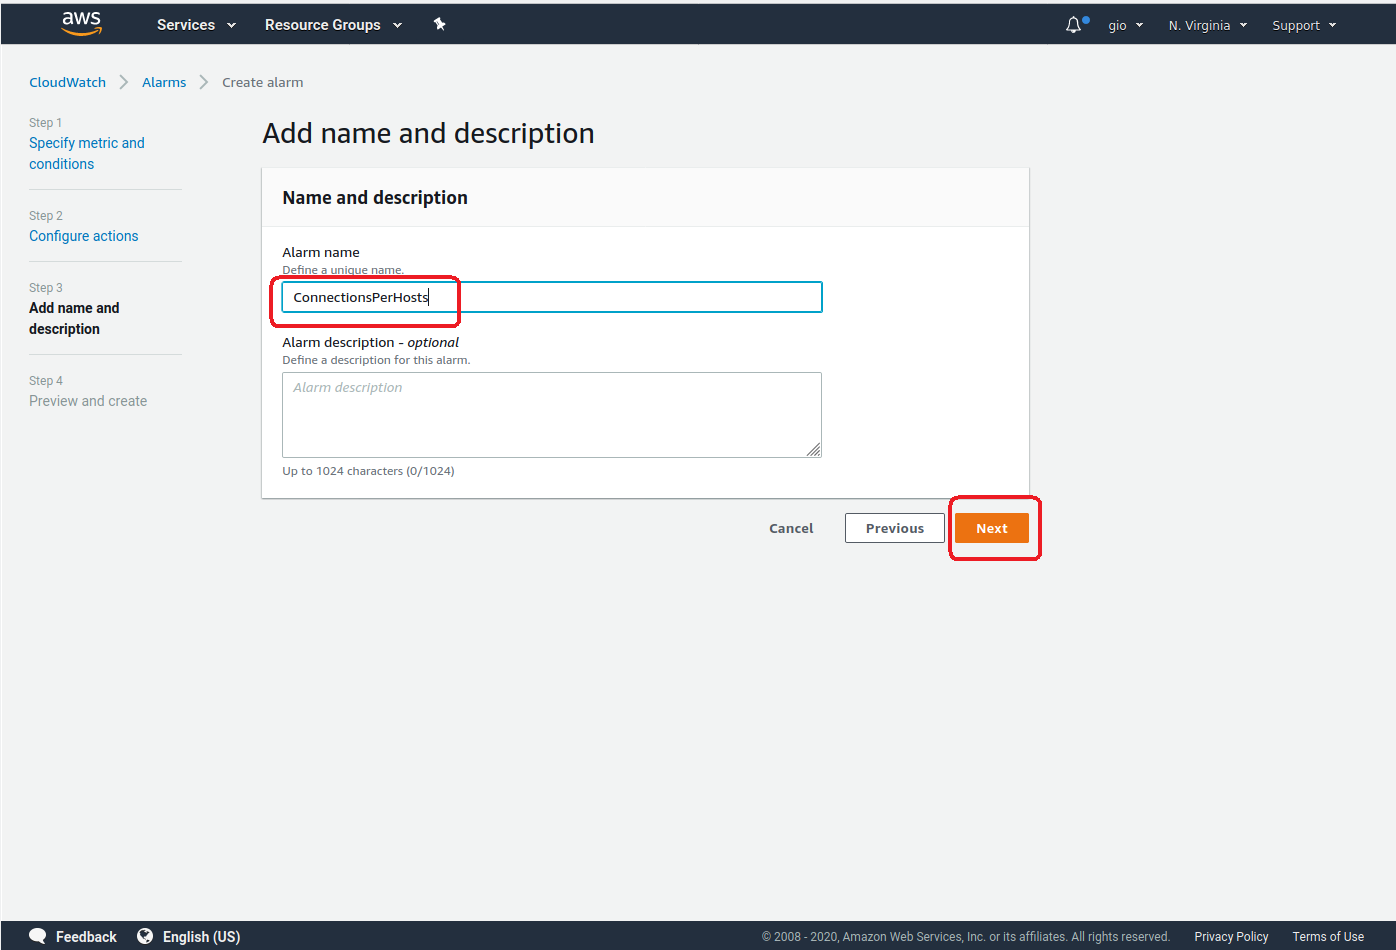 aws Services Resource Groups gio N. Virginia Support
CloudWatch Alarms Create alarm
Step 1
Specify metric and
conditions
Step 2
Configure actions
Step 3
Add name and
description
Step 4
Preview and create
Add name and description
Name and description
Alarm name
Define a unique name.
ConnectionsPerHosts
Alarm description - optional
Define a description for this alarm.
Alarm description
Up to 1024 characters (0/1024)
Cancel Previous Next
Feedback English (US) © 2008 - 2020, Amazon Web Services, Inc. or its affiliates. All rights reserved. Privacy Policy Terms of Use